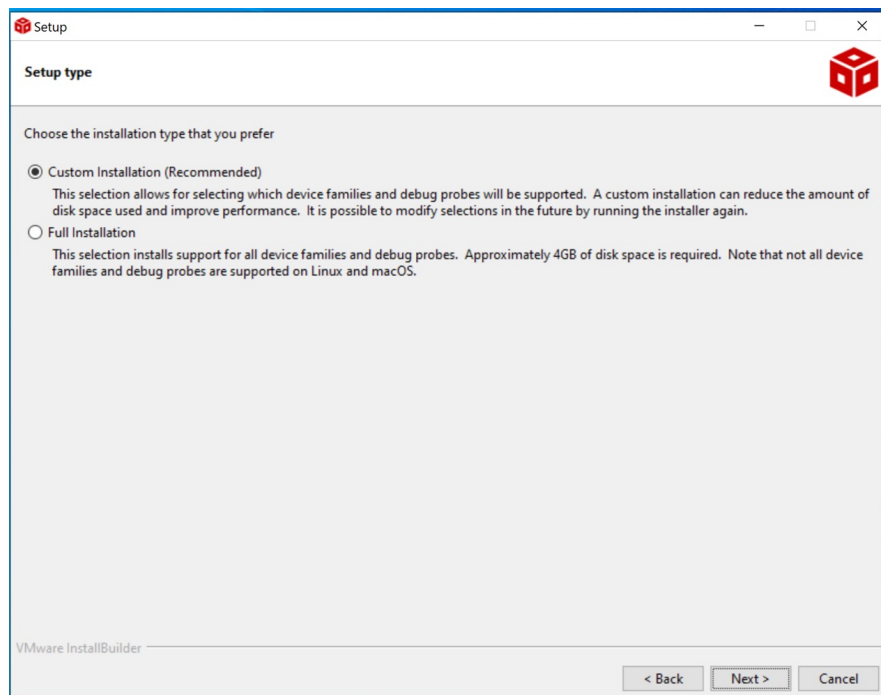 Setup
Setup type
Choose the installation type that you prefer
Custom Installation (Recommended)
This selection allows for selecting which device families and debug probes will be supported.  A custom installation can reduce the amount of
disk space used and improve performance.  It is possible to modify selections in the future by running the installer again.
Full Installation
This selection installs support for all device families and debug probes.  Approximately 4GB of disk space is required.  Note that not all device
families and debug probes are supported on Linux and macOS.
VMware InstallBuilder
< Back
Next >
Cancel